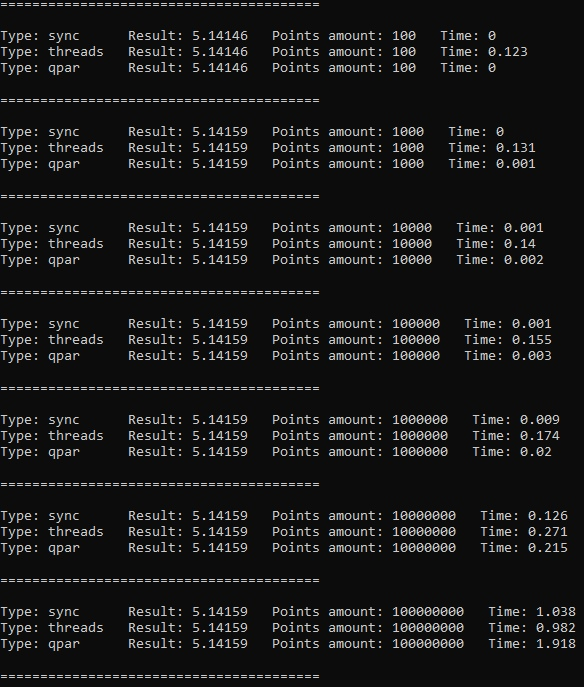 ========================================
Type: sync      Result: 5.14146   Points amount: 100   Time: 0
Type: threads   Result: 5.14146   Points amount: 100   Time: 0.123
Type: qpar      Result: 5.14146   Points amount: 100   Time: 0
========================================
Type: sync      Result: 5.14159   Points amount: 1000   Time: 0
Type: threads   Result: 5.14159   Points amount: 1000   Time: 0.131
Type: qpar      Result: 5.14159   Points amount: 1000   Time: 0.001
========================================
Type: sync      Result: 5.14159   Points amount: 10000   Time: 0.001
Type: threads   Result: 5.14159   Points amount: 10000   Time: 0.14
Type: qpar      Result: 5.14159   Points amount: 10000   Time: 0.002
========================================
Type: sync      Result: 5.14159   Points amount: 100000   Time: 0.001
Type: threads   Result: 5.14159   Points amount: 100000   Time: 0.155
Type: qpar      Result: 5.14159   Points amount: 100000   Time: 0.003
========================================
Type: sync      Result: 5.14159   Points amount: 1000000   Time: 0.009
Type: threads   Result: 5.14159   Points amount: 1000000   Time: 0.174
Type: qpar      Result: 5.14159   Points amount: 1000000   Time: 0.02
========================================
Type: sync      Result: 5.14159   Points amount: 10000000   Time: 0.126
Type: threads   Result: 5.14159   Points amount: 10000000   Time: 0.271
Type: qpar      Result: 5.14159   Points amount: 10000000   Time: 0.215
========================================
Type: sync      Result: 5.14159   Points amount: 100000000   Time: 1.038
Type: threads   Result: 5.14159   Points amount: 100000000   Time: 0.982
Type: qpar      Result: 5.14159   Points amount: 100000000   Time: 1.918
========================================